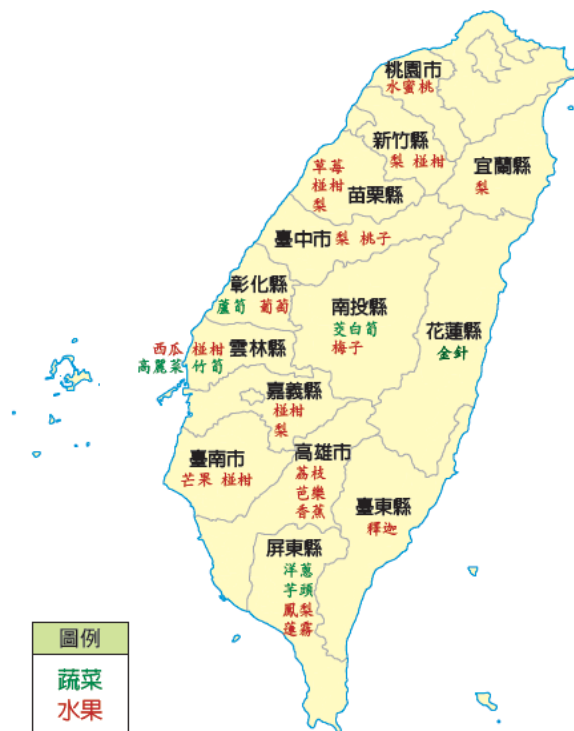 桃園市
水蜜桃
新竹縣
梨 椪柑
宜蘭縣
梨
草莓
椪柑
梨
苗栗縣
臺中市 梨 桃子
彰化縣
蘆筍 葡萄
南投縣
茭白筍
梅子
花蓮縣
金針
西瓜 椪柑
高麗菜 竹筍
雲林縣
嘉義縣
椪柑
梨
臺南市
芒果 椪柑
高雄市
荔枝
芭樂
香蕉
臺東縣
釋迦
屏東縣
洋蔥
芋頭
鳳梨
蓮霧
圖例
蔬菜
水果